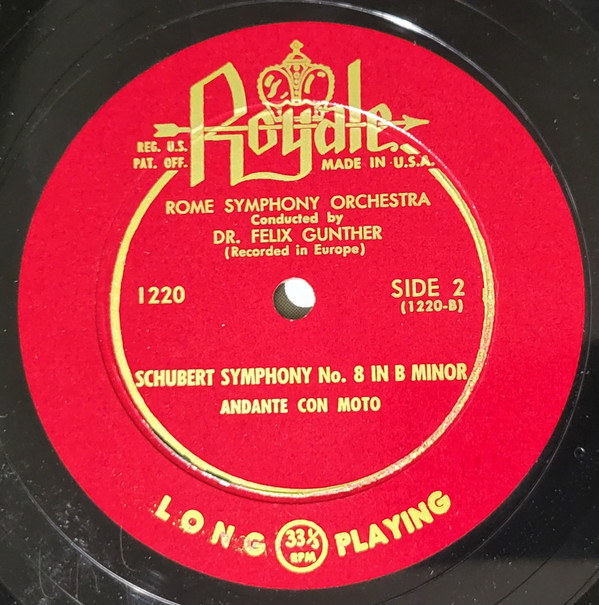 Royale
REG. U.S.
PAT. OFF.
MADE IN U.S.A.
ROME SYMPHONY ORCHESTRA
Conducted by
DR. FELIX GUNTHER
(Recorded in Europe)
1220
SIDE 2
(1220-B)
SCHUBERT SYMPHONY No. 8 IN B MINOR
ANDANTE CON MOTO
LONG 33⅓ RPM PLAYING